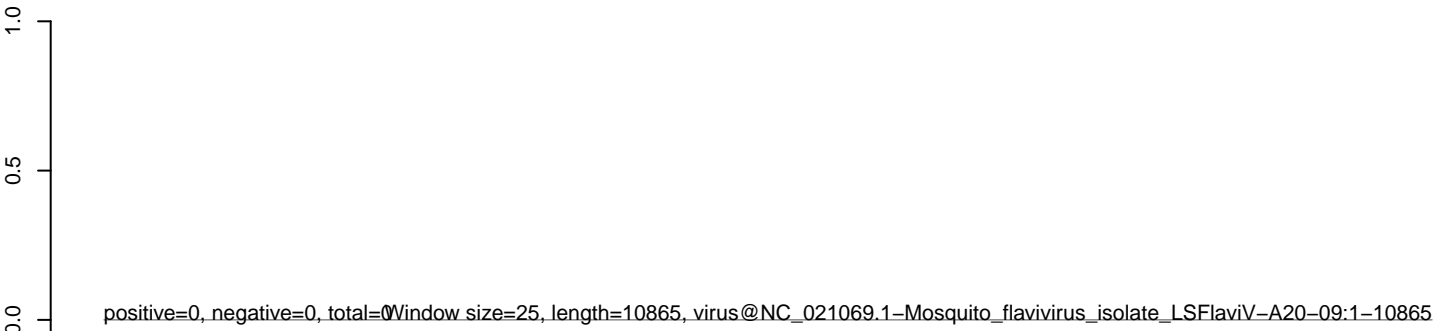 1.0
0.5
0.0
positive=0, negative=0, total=0Window size=25, length=10865, virus@NC_021069.1−Mosquito_flavivirus_isolate_LSFlaviV−A20−09:1−10865